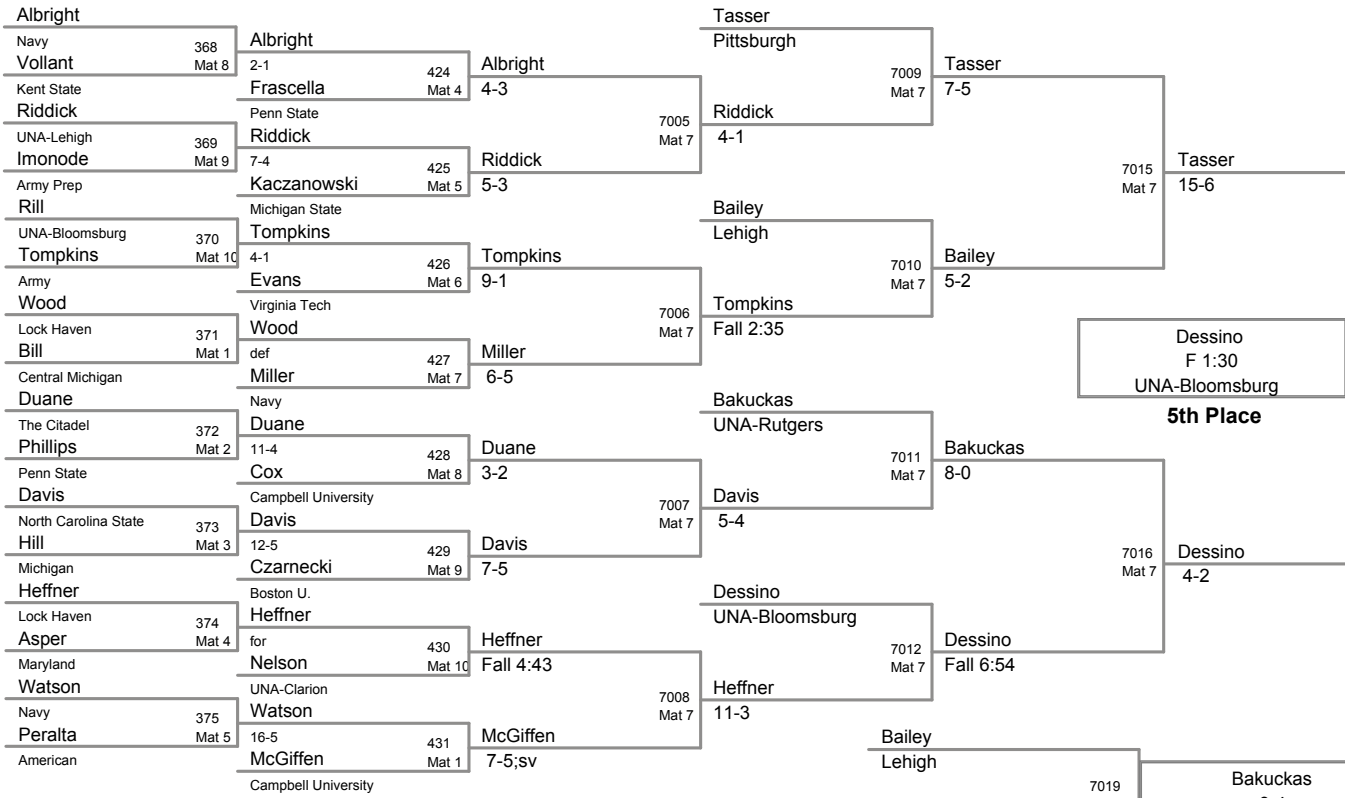 Albright
Navy
368
Vollant
Mat 8
Kent State
Riddick
UNA-Lehigh
369
Imonode
Mat 9
Army Prep
Rill
UNA-Bloomsburg
370
Tompkins
Mat 10
Army
Wood
Lock Haven
371
Bill
Mat 1
Central Michigan
Duane
The Citadel
372
Phillips
Mat 2
Penn State
Davis
North Carolina State
373
Hill
Mat 3
Michigan
Heffner
Lock Haven
374
Asper
Mat 4
Maryland
Watson
Navy
375
Peralta
Mat 5
American
Albright
2-1
424
Frascella
Mat 4
Penn State
Riddick
7-4
425
Kaczanowski
Mat 5
Michigan State
Tompkins
4-1
426
Evans
Mat 6
Virginia Tech
Wood
def
427
Miller
Mat 7
Navy
Duane
11-4
428
Cox
Mat 8
Campbell University
Davis
12-5
429
Czarnecki
Mat 9
Boston U.
Heffner
for
430
Nelson
Mat 10
UNA-Clarion
Watson
16-5
431
McGiffen
Mat 1
Campbell University
Albright
4-3
7005
Mat 7
Riddick
5-3
Tompkins
9-1
7006
Mat 7
Miller
6-5
Duane
3-2
7007
Mat 7
Davis
7-5
Heffner
Fall 4:43
7008
Mat 7
McGiffen
7-5;sv
Tasser
Pittsburgh
7009
Mat 7
Riddick
4-1
Bailey
Lehigh
7010
Mat 7
Tompkins
Fall 2:35
Bakuckas
UNA-Rutgers
7011
Mat 7
Davis
5-4
Dessino
UNA-Bloomsburg
7012
Mat 7
Heffner
11-3
Tasser
7-5
7015
Mat 7
Bailey
5-2
Bakuckas
8-0
7016
Mat 7
Dessino
Fall 6:54
Tasser
15-6
Dessino
4-2
Dessino
F 1:30
UNA-Bloomsburg
5th Place
Bailey
Lehigh
7019
Bakuckas